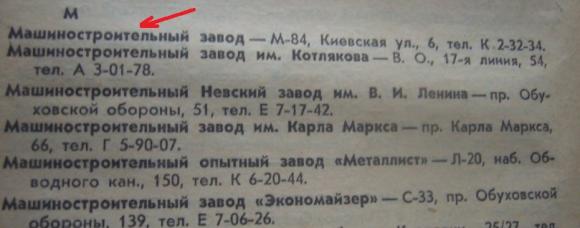 М
Машиностроительный завод — М-84, Киевская ул., 6, тел. К 2-32-34.
Машиностроительный завод им. Котлякова — В. О., 17-я линия, 54,
тел. А 3-01-78.
Машиностроительный Невский завод им. В. И. Ленина — пр. Обу-
ховской обороны, 51, тел. Е 7-17-42.
Машиностроительный завод им. Карла Маркса — пр. Карла Маркса,
66, тел. Г 5-90-07.
Машиностроительный опытный завод «Металлист» — Л-20, наб. Об-
водного кан., 150, тел. К 6-20-44.
Машиностроительный завод «Экономайзер» — С-33, пр. Обуховской
обороны, 139, тел. Е 7-06-26.
25/27, тел.